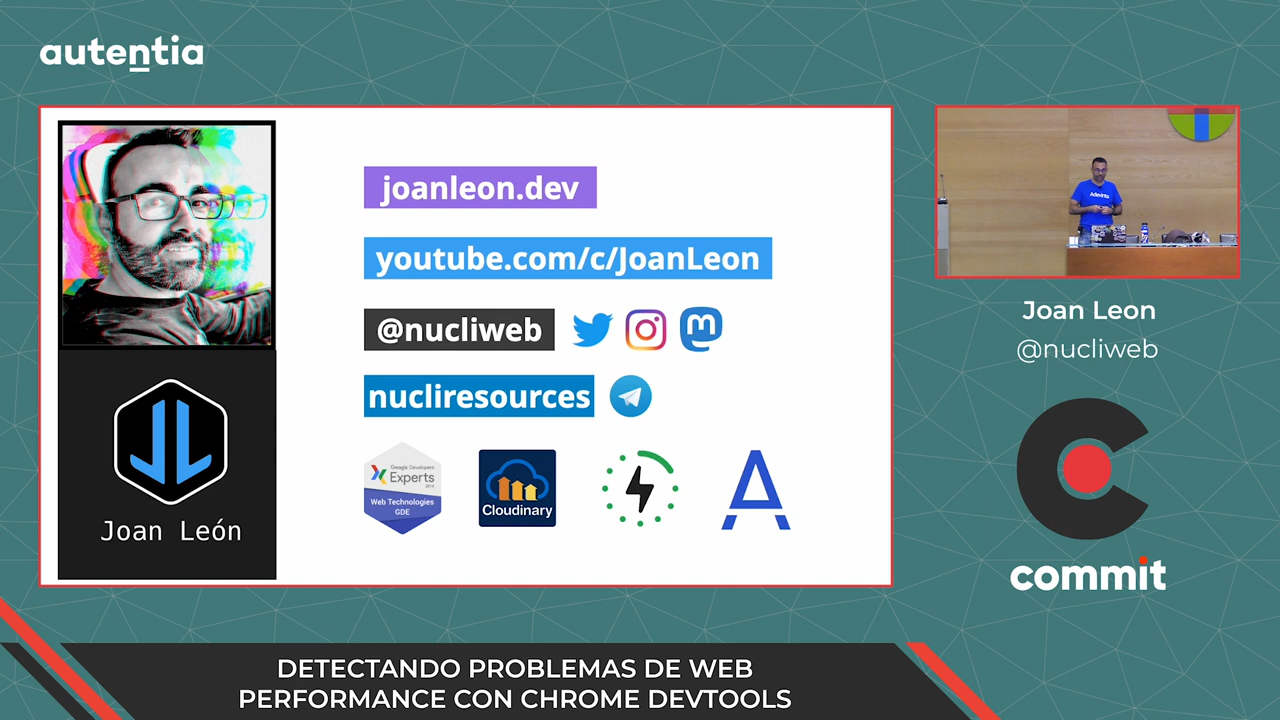 autentia
joanleon.dev
youtube.com/c/JoanLeon
@nucliweb
nucliresources
Google Developers
Experts
Web Technologies
GDE
Cloudinary
JL
Joan León
Joan Leon
@nucliweb
commit
DETECTANDO PROBLEMAS DE WEB
PERFORMANCE CON CHROME DEVTOOLS